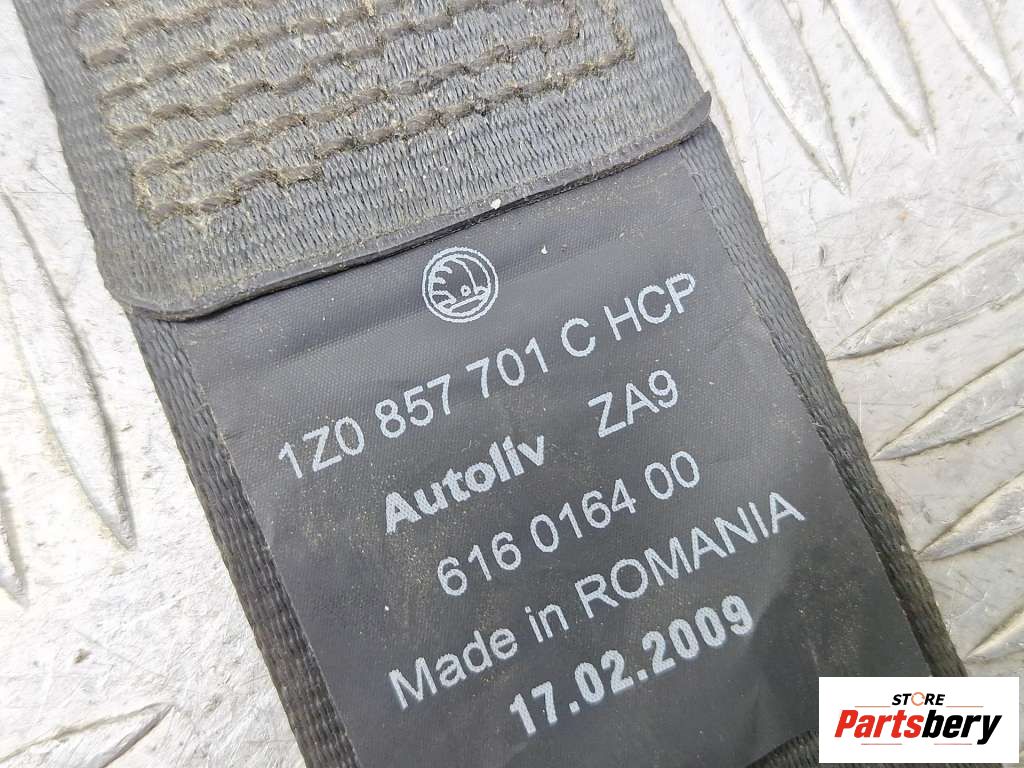 1Z0 857 701 C HCP
Autoliv ZA9
616 0164 00
Made in ROMANIA
17.02.2009
STORE
Partsbery